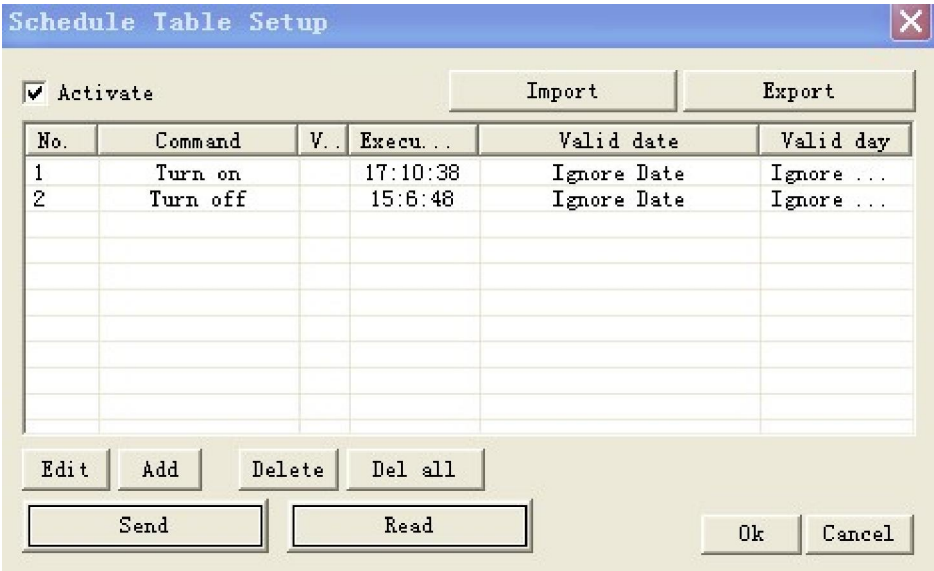 Schedule Table Setup
Activate
Import
Export
No. Command V.. Execu... Valid date Valid day
1 Turn on 17:10:38 Ignore Date Ignore ...
2 Turn off 15:6:48 Ignore Date Ignore ...
Edit Add Delete Del all
Send Read Ok Cancel